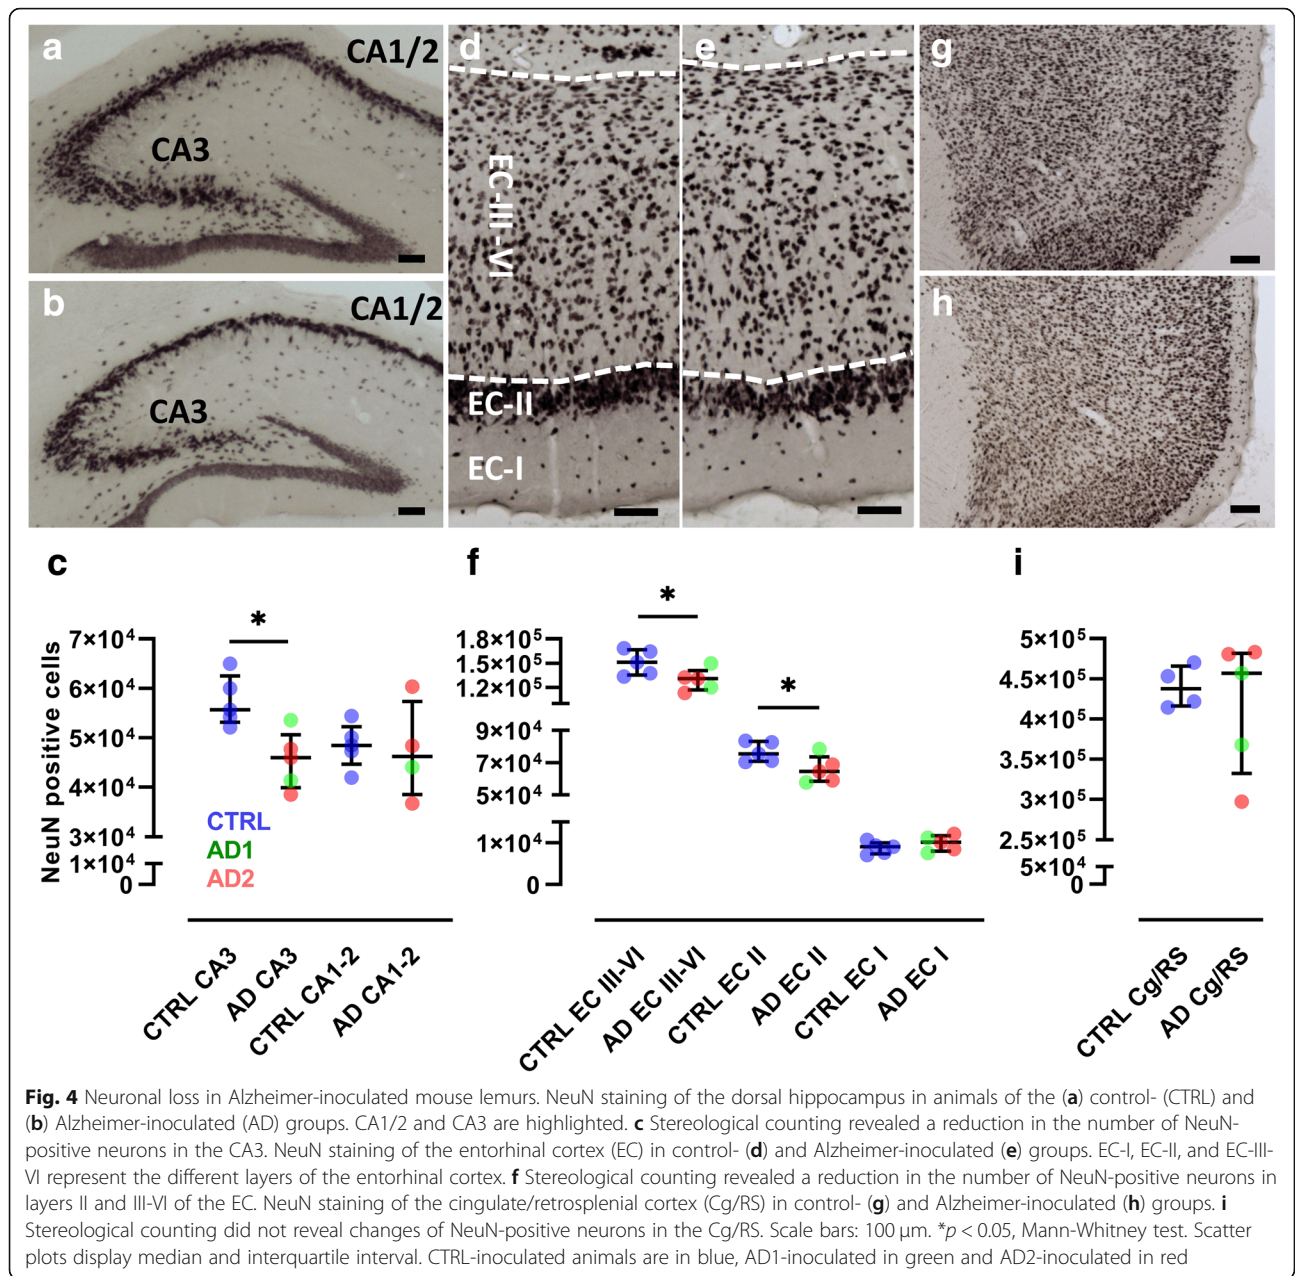 a
CA1/2
CA3
b
CA1/2
CA3
d
EC-III-VI
EC-II
EC-I
e
g
h
c
NeuN positive cells
7×10⁴
6×10⁴
5×10⁴
4×10⁴
3×10⁴
1×10⁴
0
*
CTRL
AD1
AD2
CTRL CA3
AD CA3
CTRL CA1-2
AD CA1-2
f
1.8×10⁵
1.5×10⁵
1.2×10⁵
9×10⁴
7×10⁴
5×10⁴
1×10⁴
0
*
*
CTRL EC III-VI
AD EC III-VI
CTRL EC II
AD EC II
CTRL EC I
AD EC I
i
5×10⁵
4.5×10⁵
4×10⁵
3.5×10⁵
3×10⁵
2.5×10⁵
5×10⁴
0
CTRL Cg/RS
AD Cg/RS
Fig. 4 Neuronal loss in Alzheimer-inoculated mouse lemurs. NeuN staining of the dorsal hippocampus in animals of the (a) control- (CTRL) and
(b) Alzheimer-inoculated (AD) groups. CA1/2 and CA3 are highlighted. c Stereological counting revealed a reduction in the number of NeuN-
positive neurons in the CA3. NeuN staining of the entorhinal cortex (EC) in control- (d) and Alzheimer-inoculated (e) groups. EC-I, EC-II, and EC-III-
VI represent the different layers of the entorhinal cortex. f Stereological counting revealed a reduction in the number of NeuN-positive neurons in
layers II and III-VI of the EC. NeuN staining of the cingulate/retrosplenial cortex (Cg/RS) in control- (g) and Alzheimer-inoculated (h) groups. i
Stereological counting did not reveal changes of NeuN-positive neurons in the Cg/RS. Scale bars: 100 μm. *p < 0.05, Mann-Whitney test. Scatter
plots display median and interquartile interval. CTRL-inoculated animals are in blue, AD1-inoculated in green and AD2-inoculated in red